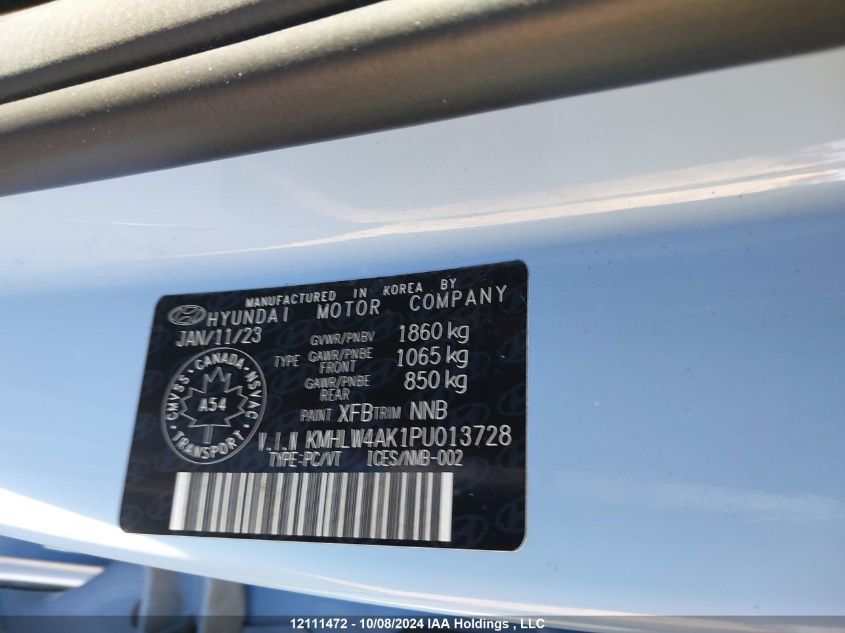 MANUFACTURED IN KOREA BY
HYUNDAI MOTOR COMPANY
JAN/11/23
GVWR/PNBV 1860 kg
TYPE GAWR/PNBE FRONT 1065 kg
GAWR/PNBE REAR 850 kg
CANADA
CMVSS NSVAC
A54
TRANSPORT
PAINT XFB TRIM NNB
V.I.N KMHLW4AK1PU013728
TYPE:PC/VT ICES/NMB-002
12111472 - 10/08/2024 IAA Holdings , LLC